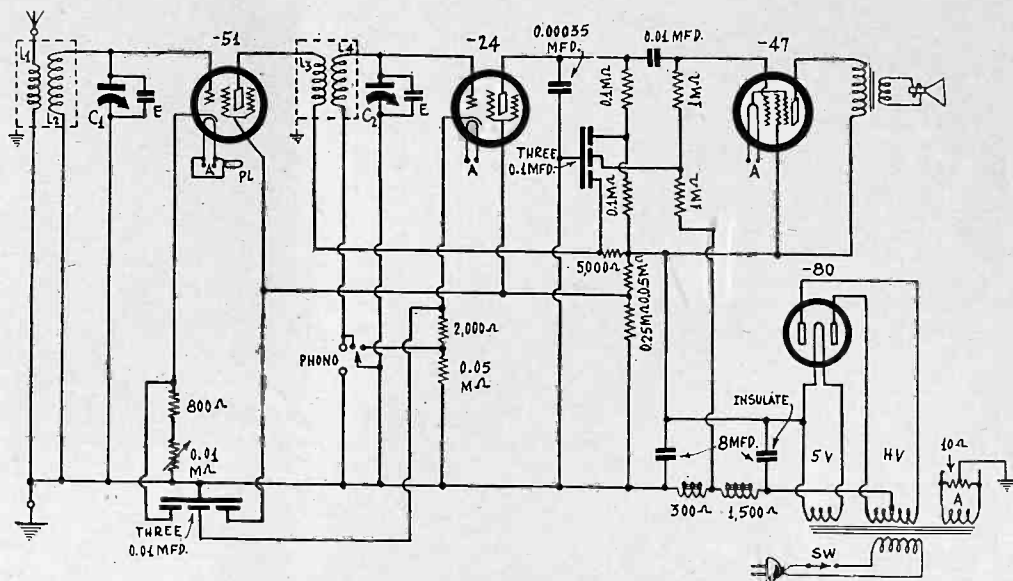 -51
-24
0.00035
MFD.
0.01 MFD.
-47
L1
L2
C1
E
L3
L4
C2
E
0.1MΩ
1MΩ
A
PL
A
THREE
0.1MFD.
A
0.1MΩ
1MΩ
5,000Ω
-80
0.05MΩ
0.25MΩ
2,000Ω
PHONO
0.05
MΩ
800Ω
INSULATE
0.01
MΩ
8MFD.
5V
HV
10Ω
A
300Ω
1,500Ω
THREE
0.01MFD.
SW